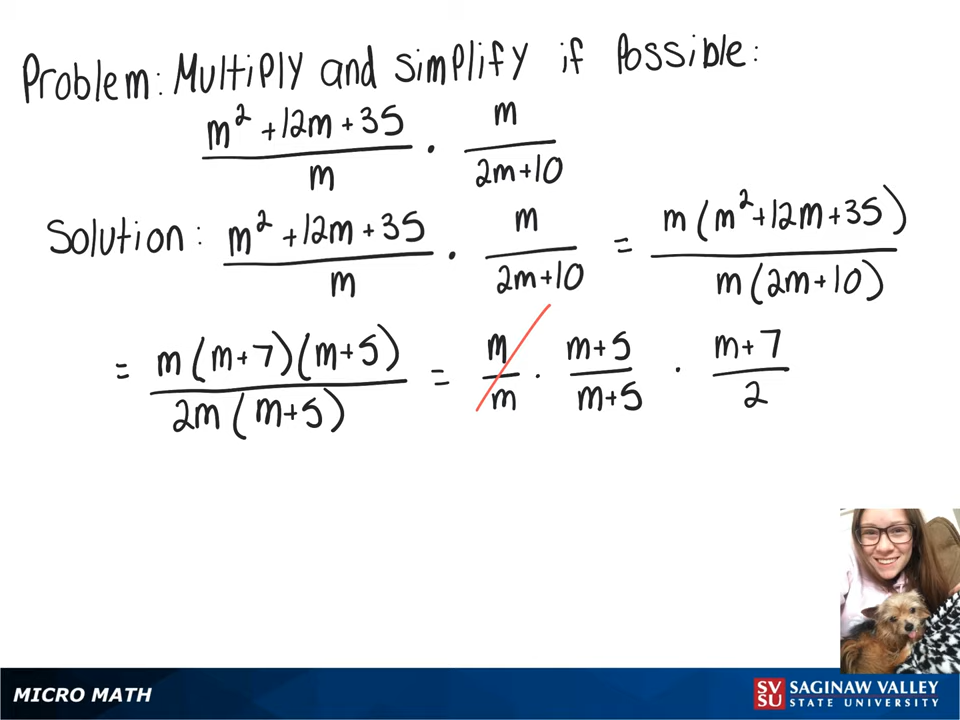 Problem: Multiply and simplify if Possible:
m² + 12m + 35 / m · m / 2m + 10
Solution: m² + 12m + 35 / m · m / 2m + 10 = m(m² + 12m + 35) / m(2m + 10)
= m(m + 7)(m + 5) / 2m(m + 5) = m / m · m + 5 / m + 5 · m + 7 / 2
MICRO MATH
SVSU SAGINAW VALLEY
STATE UNIVERSITY